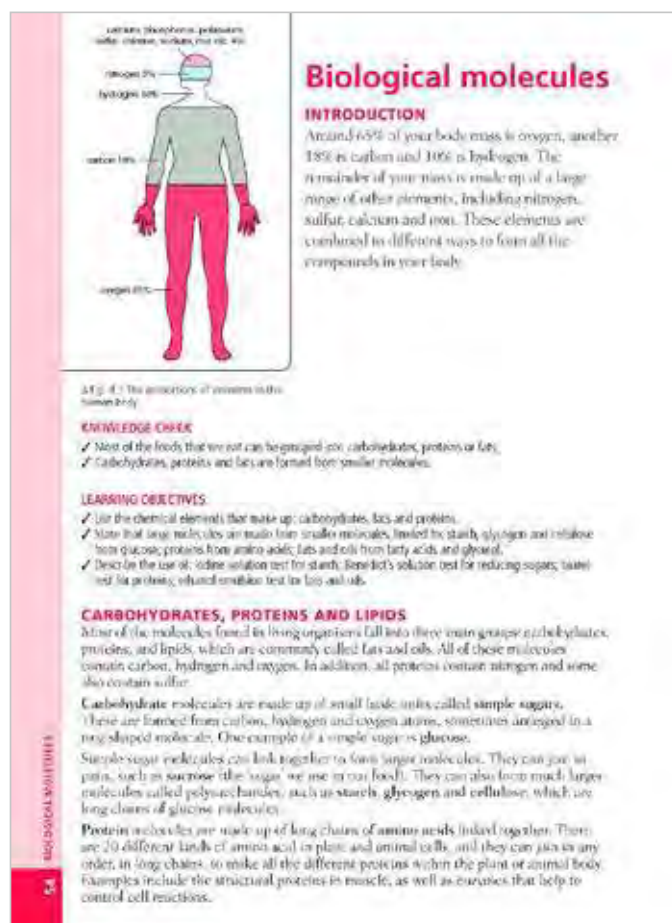 calcium, phosphorus, potassium,
sulfur, chlorine, sodium, 4%
nitrogen 3%
hydrogen 10%
carbon 18%
oxygen 65%
Biological molecules
INTRODUCTION
Around 65% of your body mass is oxygen, another
18% is carbon and 10% is hydrogen. The
remainder of your mass is made up of a large
range of other elements, including nitrogen,
sulfur, calcium and iron. These elements are
combined in different ways to form all the
compounds in your body.
The proportions of elements in the
human body.
KNOWLEDGE CHECK
✓ Most of the foods that we eat can be grouped into carbohydrates, proteins or fats.
✓ Carbohydrates, proteins and fats are formed from smaller molecules.
LEARNING OBJECTIVES
✓ List the chemical elements that make up: carbohydrates, fats and proteins.
✓ State that large molecules are made from smaller molecules, limited to: starch, glycogen and cellulose
from glucose; proteins from amino acids; fats and oils from fatty acids and glycerol.
✓ Describe the use of: iodine solution test for starch; Benedict's solution test for reducing sugars; biuret
test for proteins; ethanol emulsion test for fats and oils.
CARBOHYDRATES, PROTEINS AND LIPIDS
Most of the molecules found in living organisms fall into three main groups: carbohydrates,
proteins, and lipids, which are commonly called fats and oils. All of these molecules
contain carbon, hydrogen and oxygen. In addition, all proteins contain nitrogen and some
also contain sulfur.
Carbohydrate molecules are made up of small basic units called simple sugars.
These are formed from carbon, hydrogen and oxygen atoms, sometimes arranged in a
ring-shaped molecule. One example of a simple sugar is glucose.
Simple sugar molecules can link together to form larger molecules. They can join in
pairs, such as sucrose (the 'sugar' we use in our food). They can also form much larger
molecules called polysaccharides, such as starch, glycogen and cellulose, which are
long chains of glucose molecules.
Protein molecules are made up of long chains of amino acids linked together. There
are 20 different kinds of amino acid in plant and animal cells, and they can join in any
order, in long chains, to make all the different proteins within the plant or animal body.
Examples include the structural proteins in muscle, as well as enzymes that help to
control cell reactions.
BIOLOGICAL MOLECULES
54